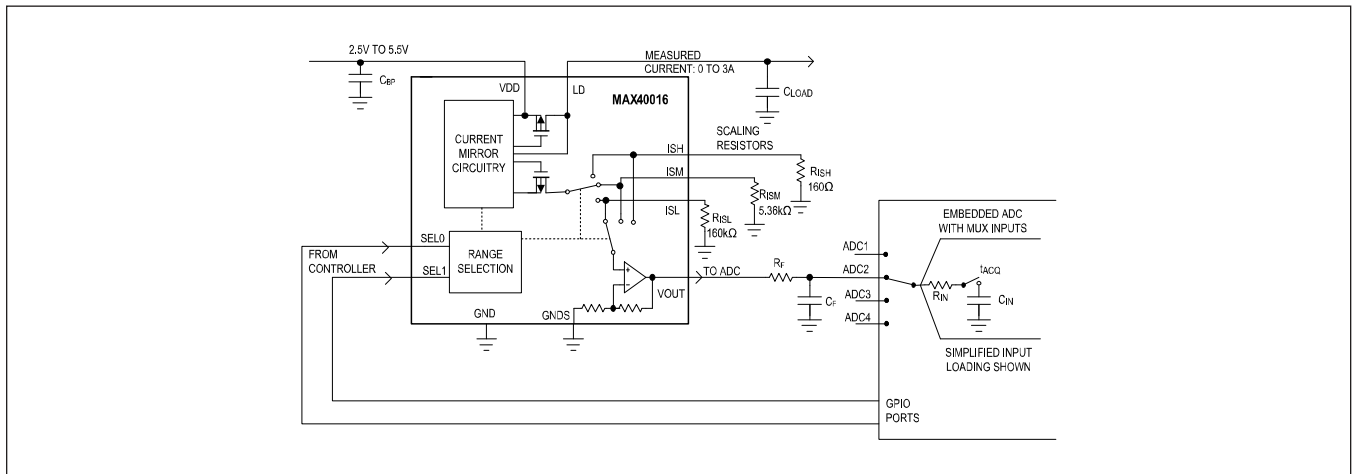 2.5V TO 5.5V
CBP
VDD
LD
MEASURED
CURRENT: 0 TO 3A
CLOAD
MAX40016
CURRENT
MIRROR
CIRCUITRY
SCALING
RESISTORS
ISH
RISH
160Ω
ISM
RISM
5.36kΩ
ISL
RISL
160kΩ
FROM
CONTROLLER
SEL0
SEL1
RANGE
SELECTION
+
−
VOUT
TO ADC
RF
CF
GND
GNDS
EMBEDDED ADC
WITH MUX INPUTS
ADC1
ADC2
ADC3
ADC4
RIN
tACQ
CIN
SIMPLIFIED INPUT
LOADING SHOWN
GPIO
PORTS